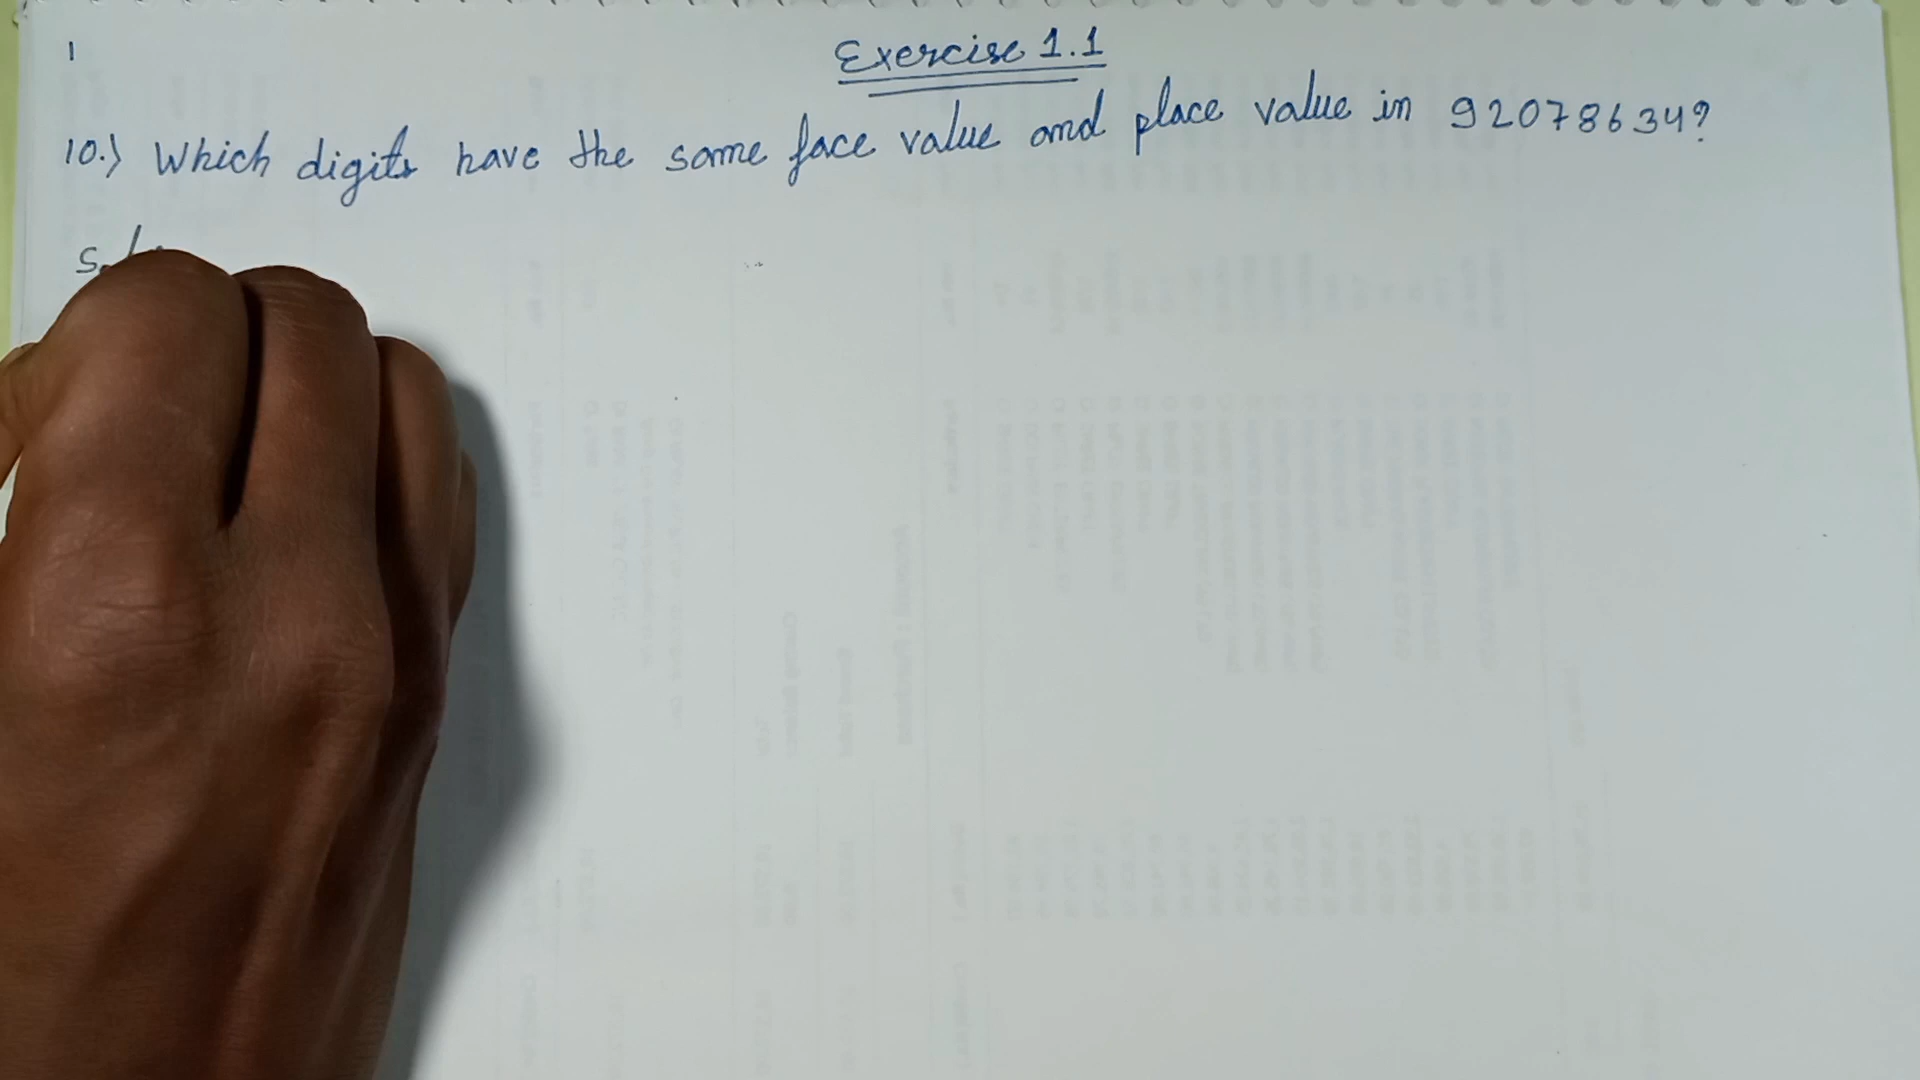 1
Exercise 1.1
10.) Which digits have the same face value and place value in 92078634?